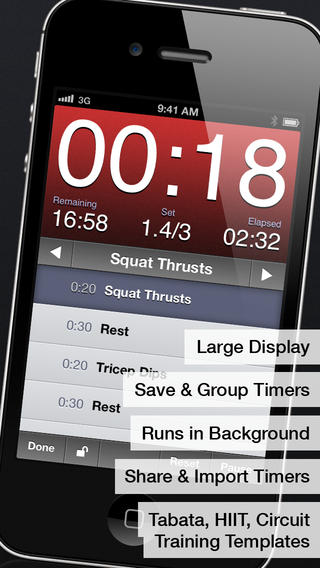 3G 9:41 AM
00:18
Remaining Set Elapsed
16:58 1.4/3 02:32
Squat Thrusts
0:20 Squat Thrusts
0:30 Rest
Large Display
0:20 Tricep Dips
Save & Group Timers
0:30 Rest
Runs in Background
Done Reset Pause
Share & Import Timers
Tabata, HIIT, Circuit
Training Templates